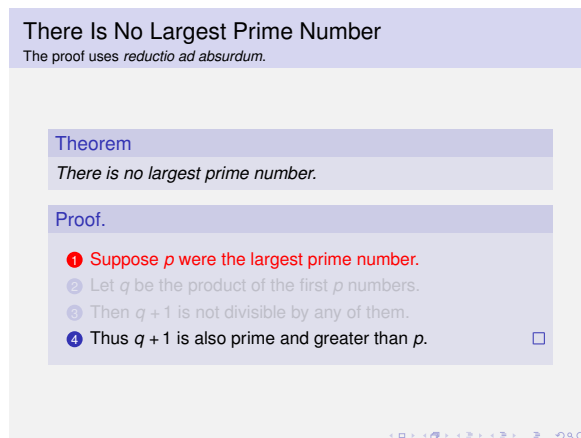 There Is No Largest Prime Number
The proof uses reductio ad absurdum.
Theorem
There is no largest prime number.
Proof.
1 Suppose p were the largest prime number.
2 Let q be the product of the first p numbers.
3 Then q + 1 is not divisible by any of them.
4 Thus q + 1 is also prime and greater than p.